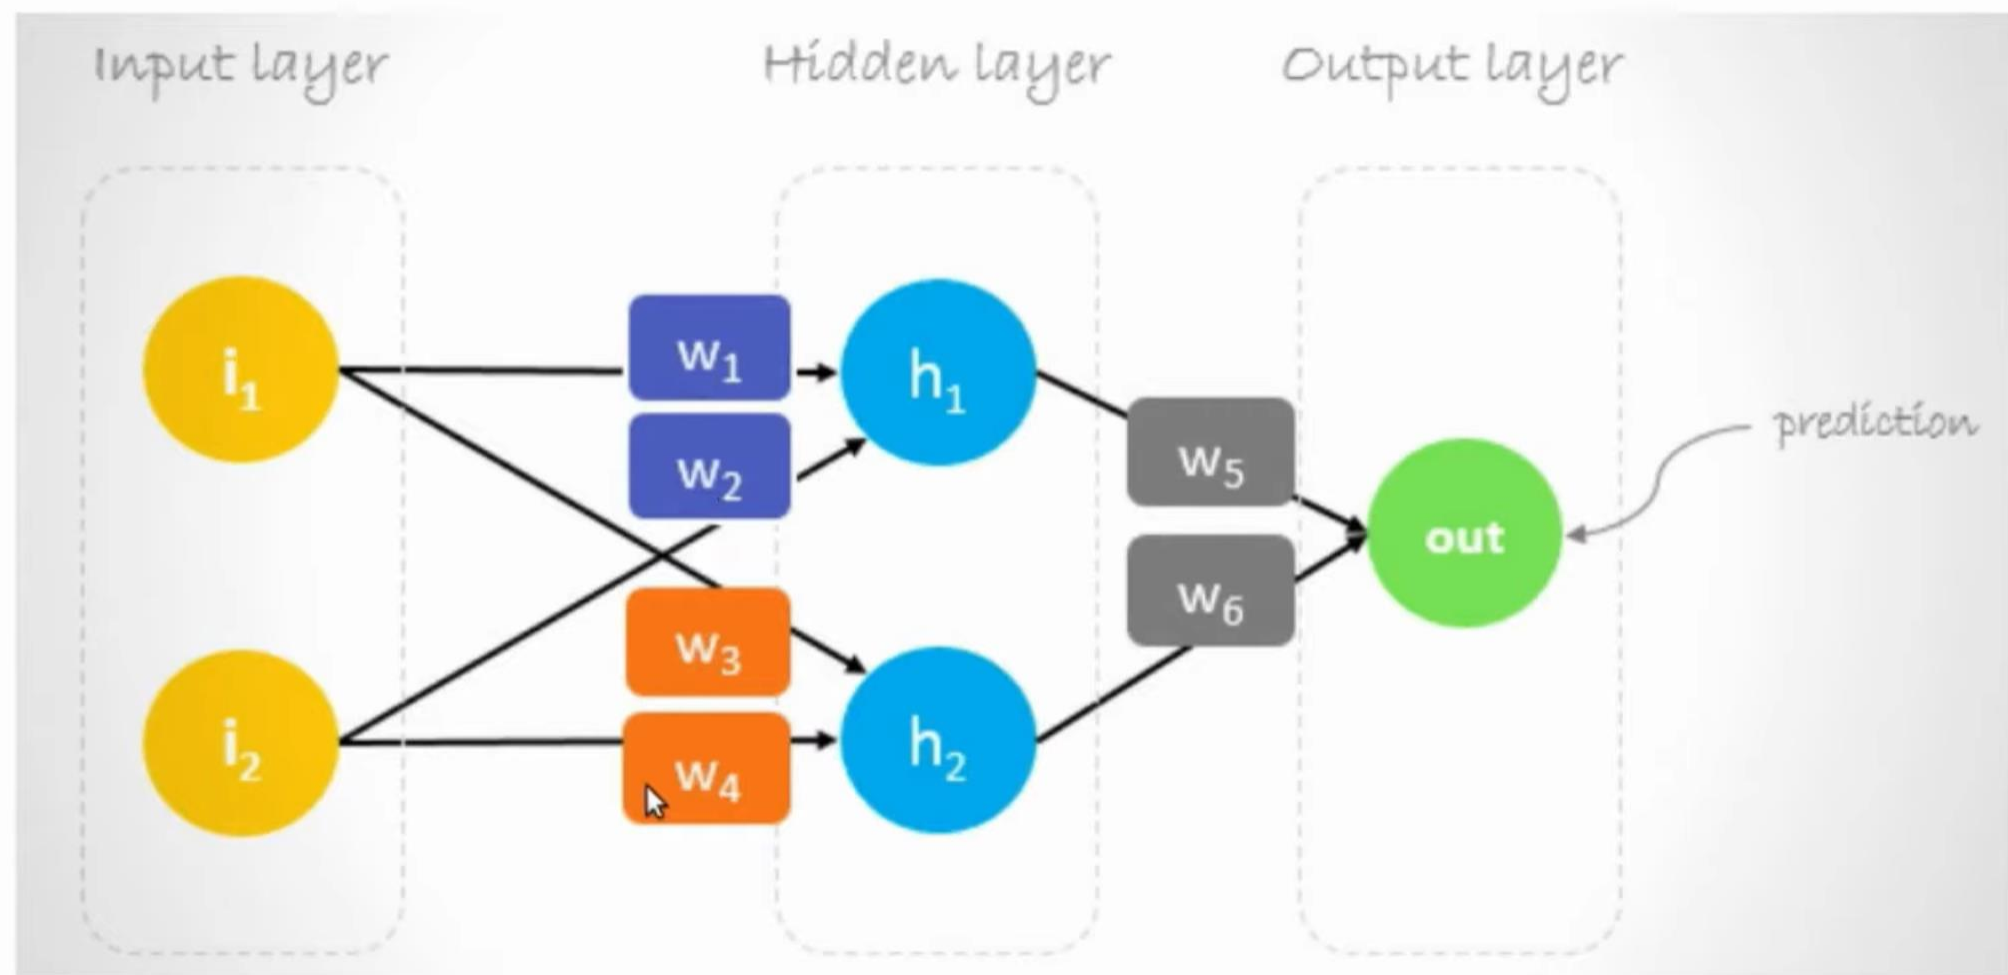 Input layer
Hidden layer
Output layer
i₁
w₁
h₁
w₂
w₅
prediction
out
w₆
w₃
i₂
w₄
h₂